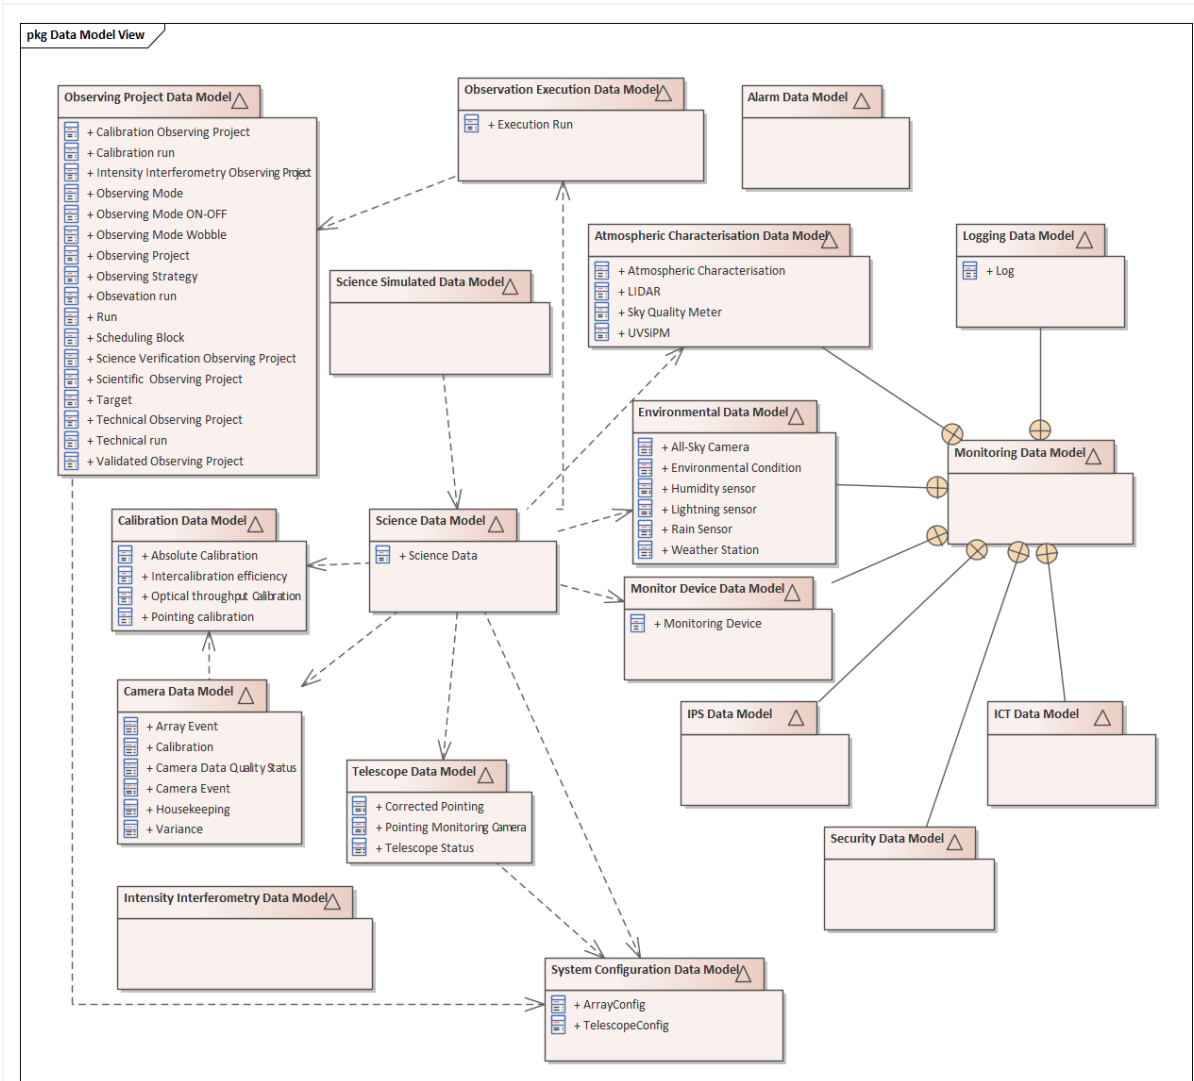 pkg Data Model View
Observing Project Data Model
+ Calibration Observing Project
+ Calibration run
+ Intensity Interferometry Observing Project
+ Observing Mode
+ Observing Mode ON-OFF
+ Observing Mode Wobble
+ Observing Project
+ Observing Strategy
+ Obsevation run
+ Run
+ Scheduling Block
+ Science Verification Observing Project
+ Scientific Observing Project
+ Target
+ Technical Observing Project
+ Technical run
+ Validated Observing Project
Observation Execution Data Model
+ Execution Run
Alarm Data Model
Science Simulated Data Model
Atmospheric Characterisation Data Model
+ Atmospheric Characterisation
+ LIDAR
+ Sky Quality Meter
+ UVSiPM
Logging Data Model
+ Log
Environmental Data Model
+ All-Sky Camera
+ Environmental Condition
+ Humidity sensor
+ Lightning sensor
+ Rain Sensor
+ Weather Station
Monitoring Data Model
Calibration Data Model
+ Absolute Calibration
+ Intercalibration efficiency
+ Optical throughput Calibration
+ Pointing calibration
Science Data Model
+ Science Data
Monitor Device Data Model
+ Monitoring Device
Camera Data Model
+ Array Event
+ Calibration
+ Camera Data Quality Status
+ Camera Event
+ Housekeeping
+ Variance
Telescope Data Model
+ Corrected Pointing
+ Pointing Monitoring Camera
+ Telescope Status
IPS Data Model
ICT Data Model
Security Data Model
Intensity Interferometry Data Model
System Configuration Data Model
+ ArrayConfig
+ TelescopeConfig